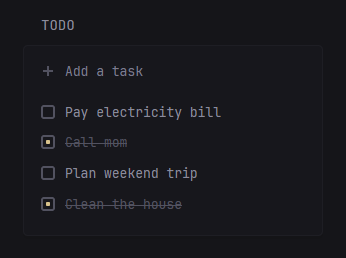 TODO
+ Add a task
Pay electricity bill
Call mom
Plan weekend trip
Clean the house